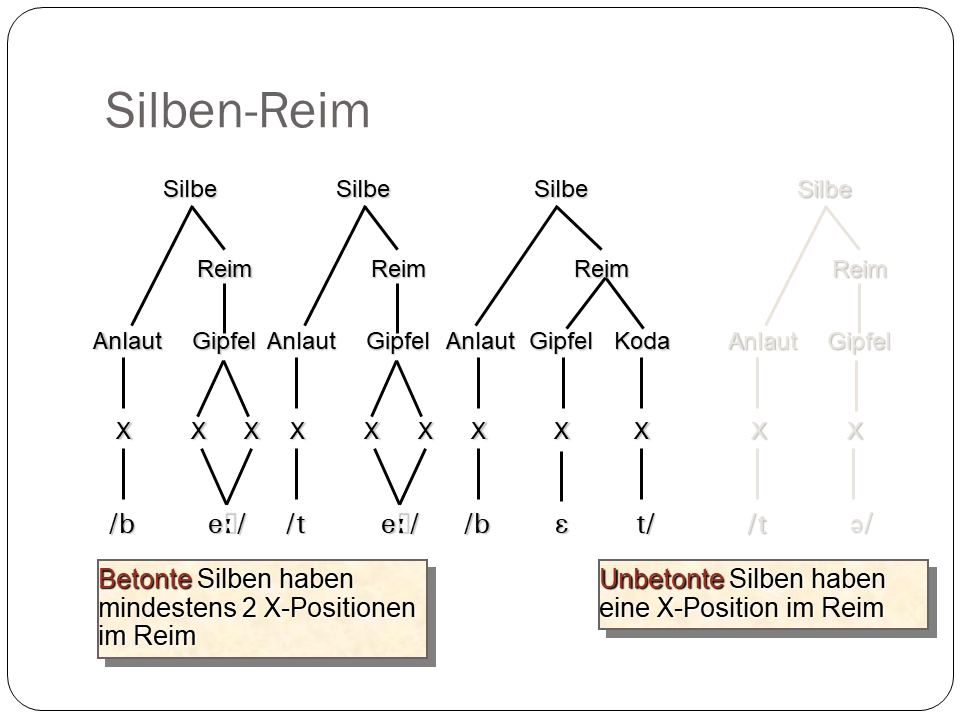 Silben-Reim
Silbe Silbe Silbe Silbe
Reim Reim Reim Reim
Anlaut Gipfel Anlaut Gipfel Anlaut Gipfel Koda Anlaut Gipfel
X X X X X X X X X X X
/b eː▯/ /t eː▯/ /b ɛ t/ /t ə/
Betonte Silben haben
mindestens 2 X-Positionen
im Reim
Unbetonte Silben haben
eine X-Position im Reim